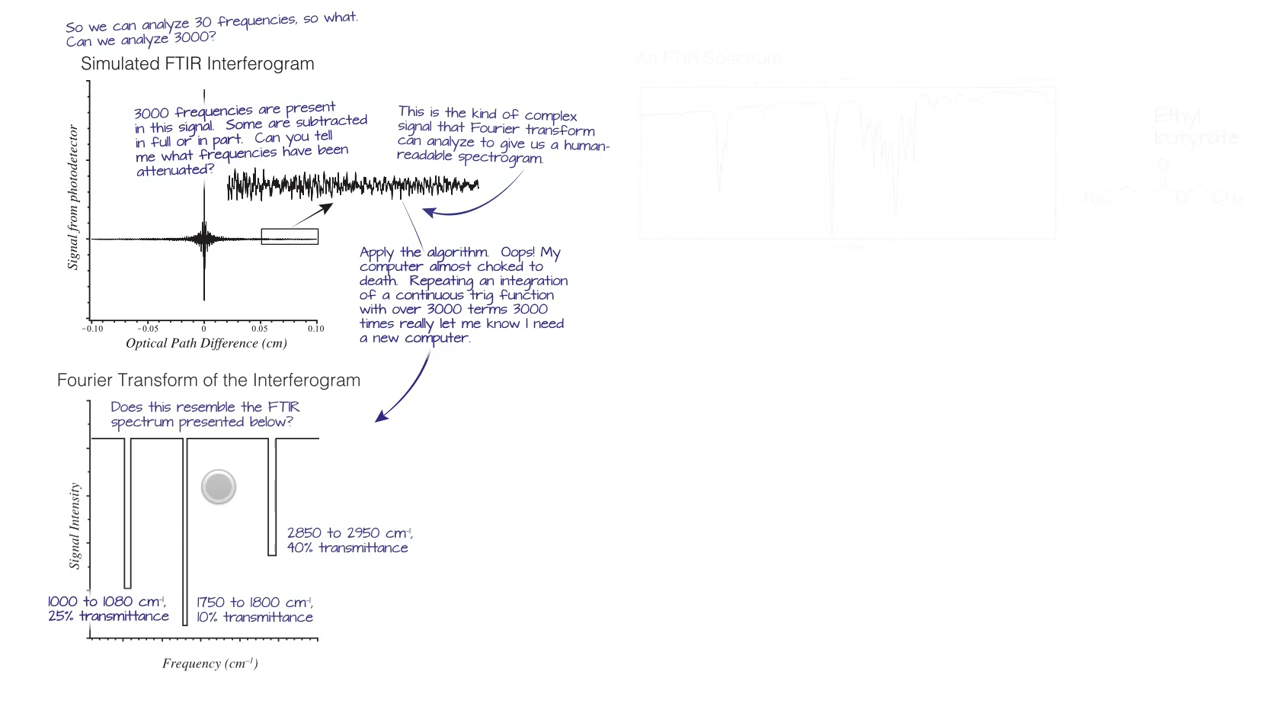 So we can analyze 30 frequencies, so what.
Can we analyze 3000?
Simulated FTIR Interferogram
3000 frequencies are present
in this signal. Some are subtracted
in full or in part. Can you tell
me what frequencies have been
attenuated?
This is the kind of complex
signal that Fourier transform
can analyze to give us a human-
readable spectrogram.
Signal from photodetector
Apply the algorithm. Oops! My
computer almost choked to
death. Repeating an integration
of a continuous trig function
with over 3000 terms 3000
times really let me know I need
a new computer.
-0.10 -0.05 0 0.05 0.10
Optical Path Difference (cm)
Fourier Transform of the Interferogram
Does this resemble the FTIR
spectrum presented below?
Signal Intensity
2850 to 2950 cm⁻¹,
40% transmittance
1000 to 1080 cm⁻¹,
25% transmittance
1750 to 1800 cm⁻¹,
10% transmittance
Frequency (cm⁻¹)
An FTIR Spectrum
Ethyl
butyrate
O
H₃C O CH₃